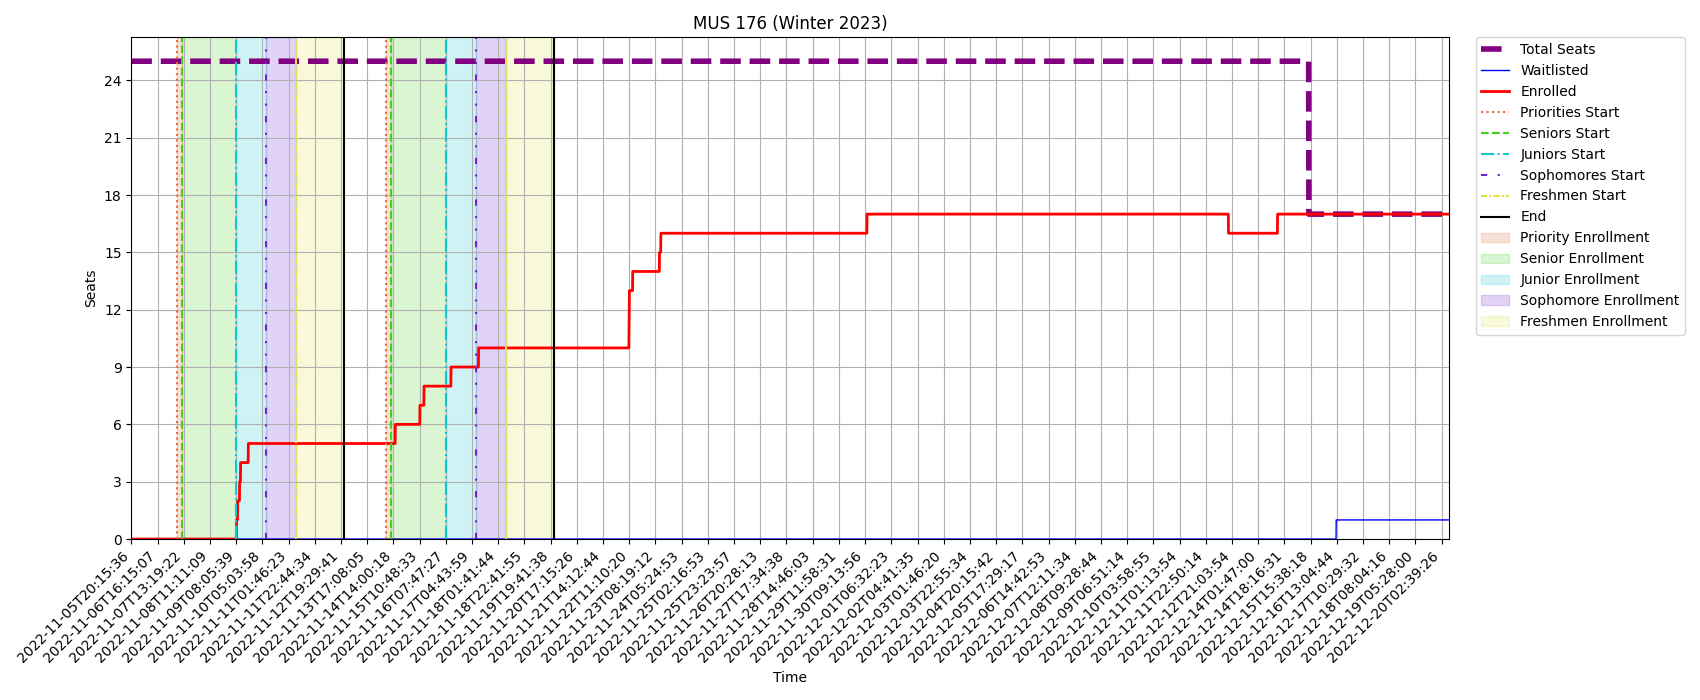 MUS 176 (Winter 2023)
Total Seats
Waitlisted
Enrolled
Priorities Start
Seniors Start
Juniors Start
Sophomores Start
Freshmen Start
End
Priority Enrollment
Senior Enrollment
Junior Enrollment
Sophomore Enrollment
Freshmen Enrollment
Seats
24
21
18
15
12
9
6
3
0
2022-11-05T20:15:36
2022-11-06T16:15:07
2022-11-07T13:19:22
2022-11-08T11:11:09
2022-11-09T08:05:39
2022-11-10T05:03:58
2022-11-11T01:46:23
2022-11-11T22:44:34
2022-11-12T19:29:41
2022-11-13T17:08:05
2022-11-14T14:00:18
2022-11-15T10:48:33
2022-11-16T07:47:27
2022-11-17T04:43:59
2022-11-18T01:41:44
2022-11-18T22:41:55
2022-11-19T19:41:38
2022-11-20T17:15:26
2022-11-21T14:12:44
2022-11-22T11:10:20
2022-11-23T08:19:12
2022-11-24T05:24:53
2022-11-25T02:16:53
2022-11-25T23:23:57
2022-11-26T20:28:13
2022-11-27T17:34:38
2022-11-28T14:46:03
2022-11-29T11:58:31
2022-11-30T09:13:56
2022-12-01T06:32:23
2022-12-02T04:41:35
2022-12-03T01:46:20
2022-12-03T22:55:34
2022-12-04T20:15:42
2022-12-05T17:29:17
2022-12-06T14:42:53
2022-12-07T12:11:34
2022-12-08T09:28:44
2022-12-09T06:51:14
2022-12-10T03:58:55
2022-12-11T01:13:54
2022-12-11T22:50:14
2022-12-12T21:03:54
2022-12-14T01:47:00
2022-12-14T18:16:31
2022-12-15T15:38:18
2022-12-16T13:04:44
2022-12-17T10:29:32
2022-12-18T08:04:16
2022-12-19T05:28:00
2022-12-20T02:39:26
Time